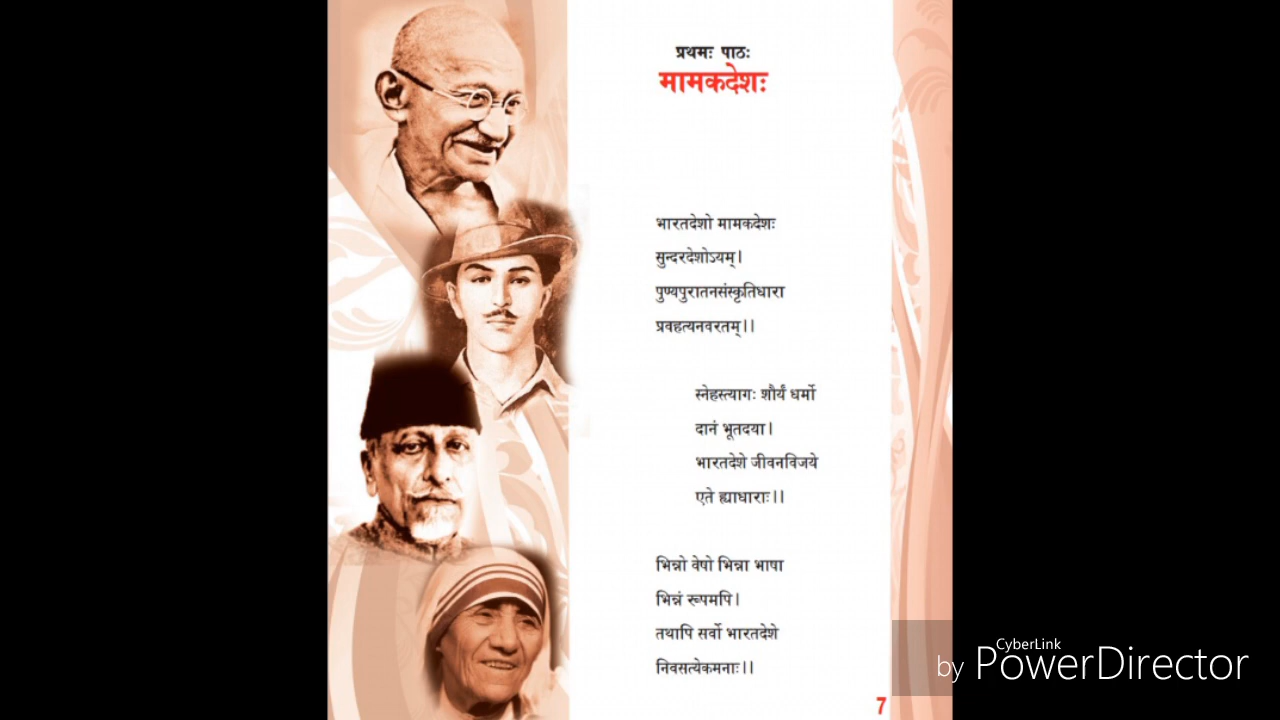 प्रथमः पाठः
मामकदेशः
भारतदेशो मामकदेशः
सुन्दरदेशोऽयम्।
पुण्यपुरातनसंस्कृतिधारा
प्रवहत्यनवरतम्।।
स्नेहस्त्यागः शौर्यं धर्मो
दानं भूतदया।
भारतदेशे जीवनविजये
एते ह्याधाराः।।
भिन्नो वेषो भिन्ना भाषा
भिन्नं रूपमपि।
तथापि सर्वो भारतदेशे
निवसत्येकमनाः।।
7
by CyberLink PowerDirector